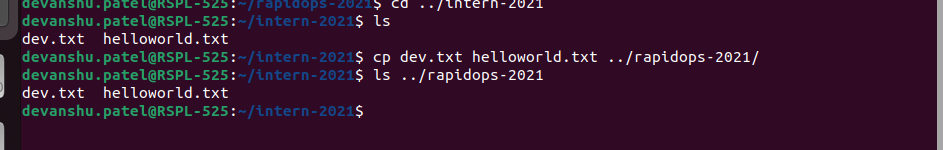 devanshu.patel@RSPL-525:~/rapidops-2021$ cd ../intern-2021
devanshu.patel@RSPL-525:~/intern-2021$ ls
dev.txt  helloworld.txt
devanshu.patel@RSPL-525:~/intern-2021$ cp dev.txt helloworld.txt ../rapidops-2021/
devanshu.patel@RSPL-525:~/intern-2021$ ls ../rapidops-2021
dev.txt  helloworld.txt
devanshu.patel@RSPL-525:~/intern-2021$